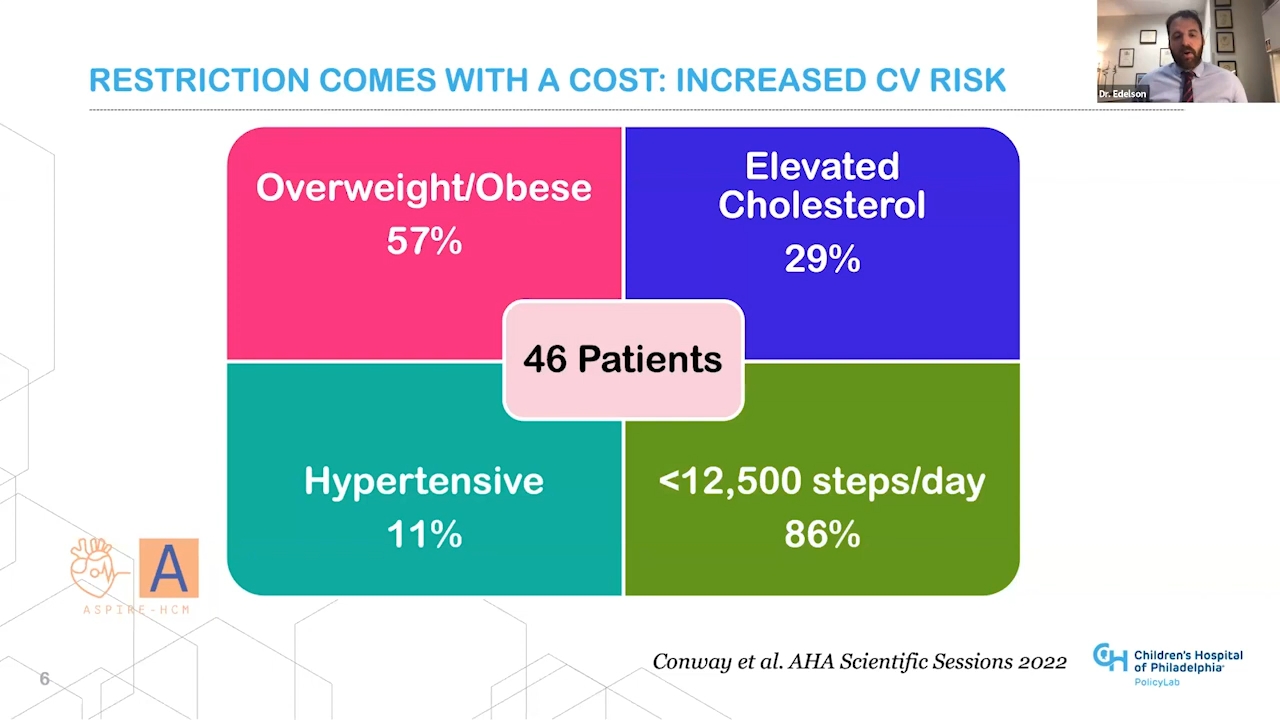 RESTRICTION COMES WITH A COST: INCREASED CV RISK
Dr. Edelson
Overweight/Obese
57%
Elevated
Cholesterol
29%
46 Patients
Hypertensive
11%
<12,500 steps/day
86%
A
ASPIRE-HCM
Conway et al. AHA Scientific Sessions 2022
CH
Children's Hospital
of Philadelphia
PolicyLab
6